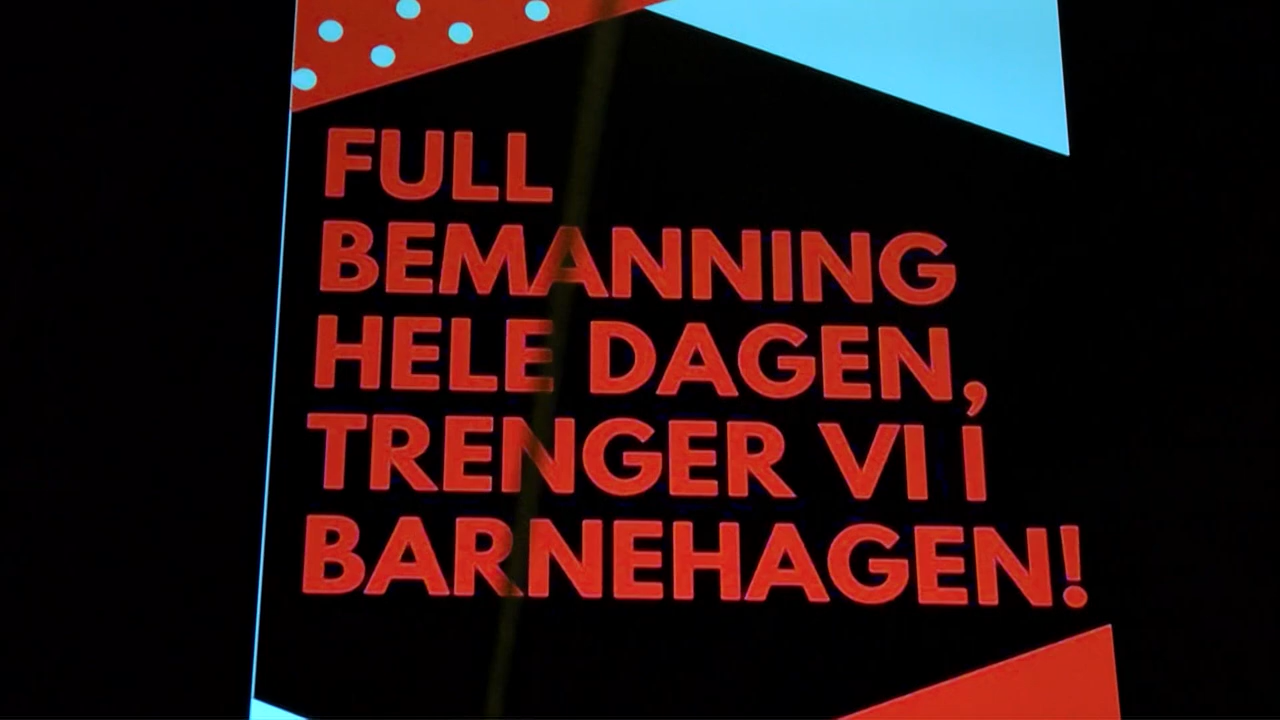 FULL
BEMANNING
HELE DAGEN,
TRENGER VI I
BARNEHAGEN!